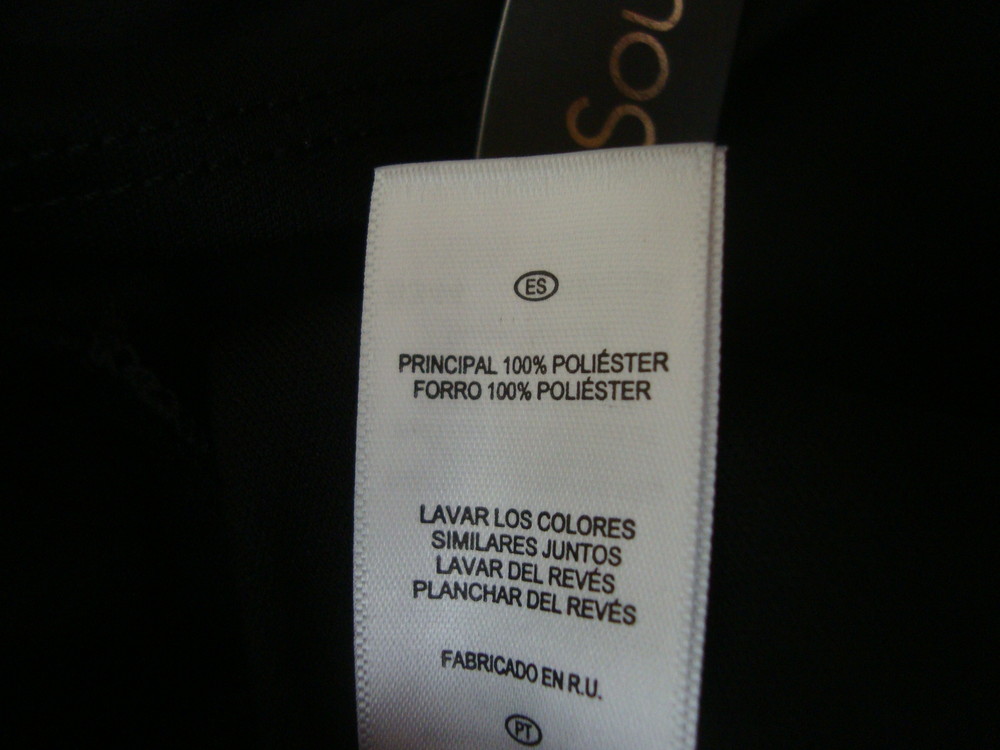 ES
PRINCIPAL 100% POLIÉSTER
FORRO 100% POLIÉSTER
LAVAR LOS COLORES
SIMILARES JUNTOS
LAVAR DEL REVÉS
PLANCHAR DEL REVÉS
FABRICADO EN R.U.
PT